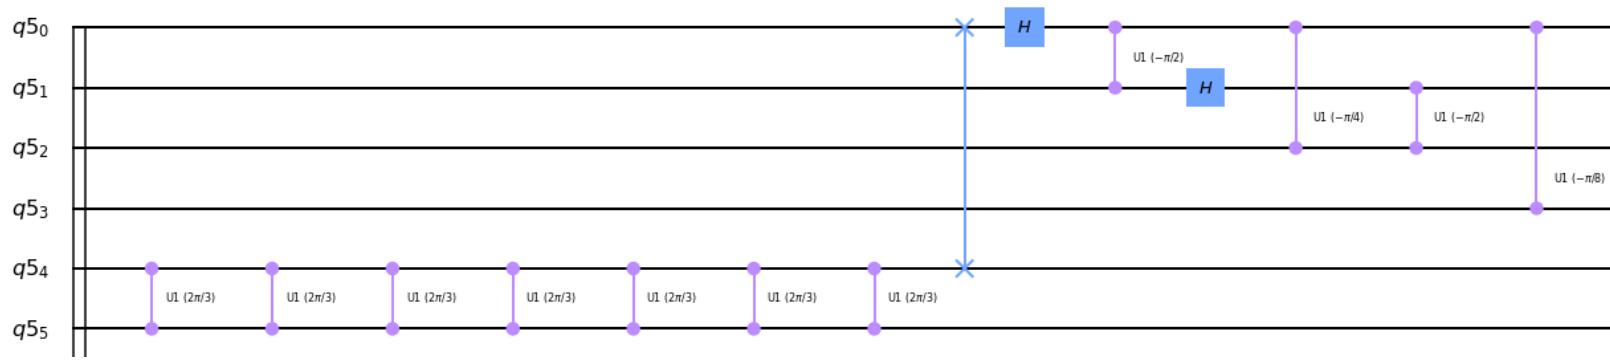 q5₀ H
U1 (−π/2)
q5₁ H
U1 (−π/4) U1 (−π/2)
q5₂
U1 (−π/8)
q5₃
q5₄
U1 (2π/3) U1 (2π/3) U1 (2π/3) U1 (2π/3) U1 (2π/3) U1 (2π/3) U1 (2π/3)
q5₅